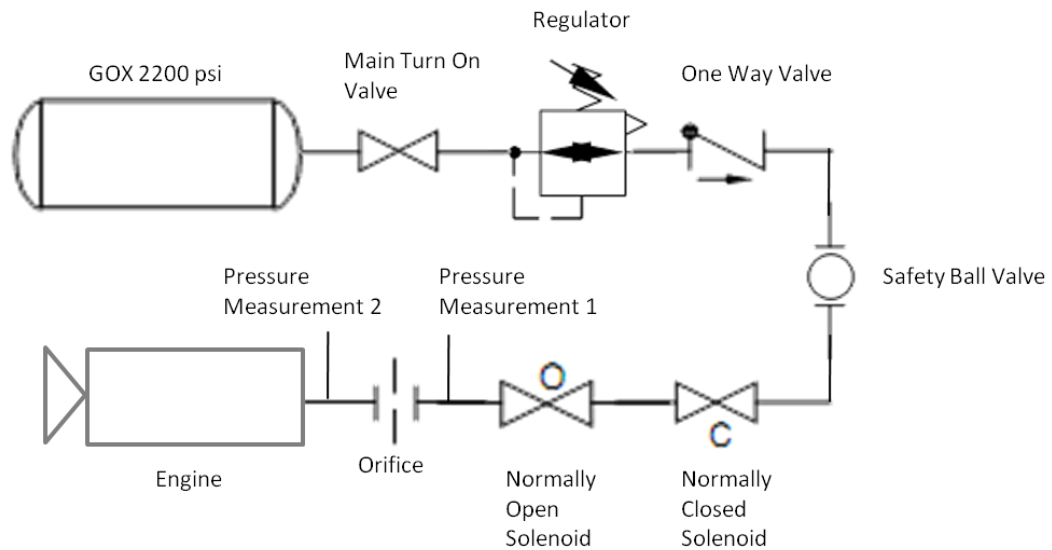 Regulator
GOX 2200 psi
Main Turn On
Valve
One Way Valve
Safety Ball Valve
Pressure
Measurement 2
Pressure
Measurement 1
O
C
Engine
Orifice
Normally
Open
Solenoid
Normally
Closed
Solenoid